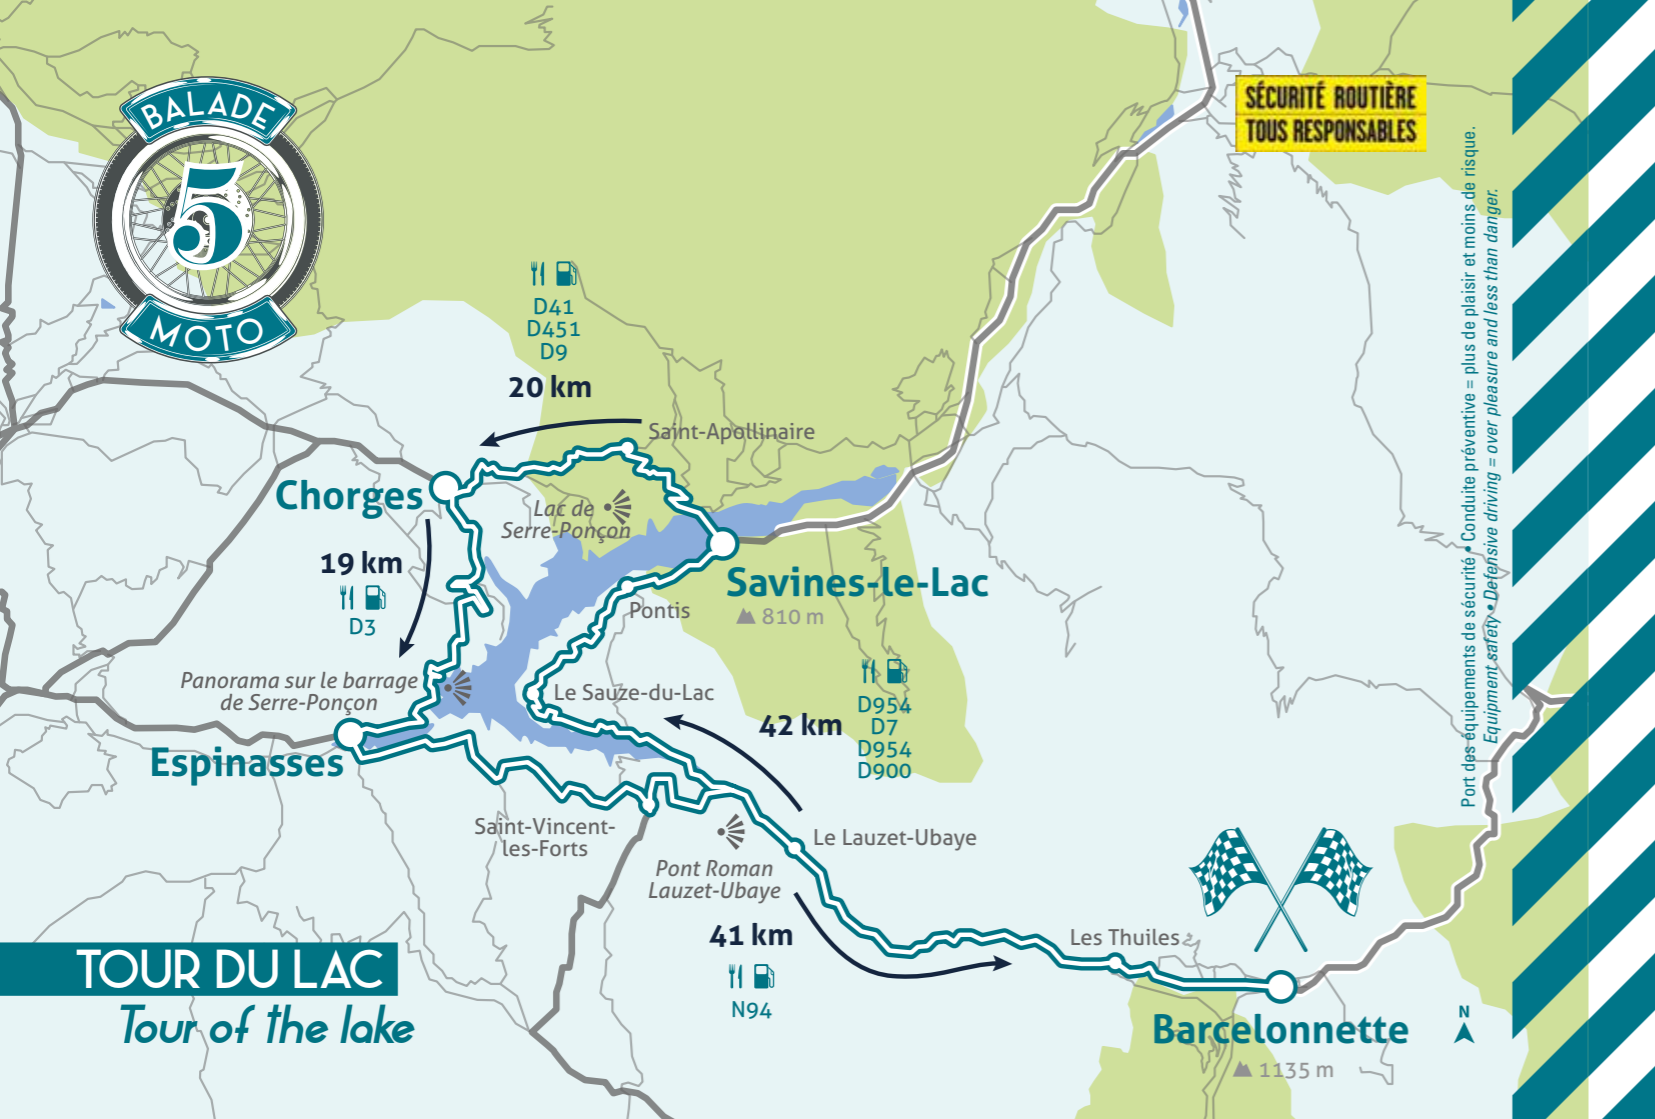 BALADE
5
MOTO
SÉCURITÉ ROUTIÈRE
TOUS RESPONSABLES
Port des équipements de sécurité • Conduite préventive = plus de plaisir et moins de risque.
Equipment safety • Defensive driving = over pleasure and less than danger.
D41
D451
D9
20 km
Saint-Apollinaire
Chorges
Lac de
Serre-Ponçon
19 km
D3
Savines-le-Lac
810 m
Pontis
Panorama sur le barrage
de Serre-Ponçon
Le Sauze-du-Lac
42 km
D954
D7
D954
D900
Espinasses
Saint-Vincent-
les-Forts
Pont Roman
Lauzet-Ubaye
Le Lauzet-Ubaye
41 km
N94
Les Thuiles
TOUR DU LAC
Tour of the lake
Barcelonnette
1135 m
N